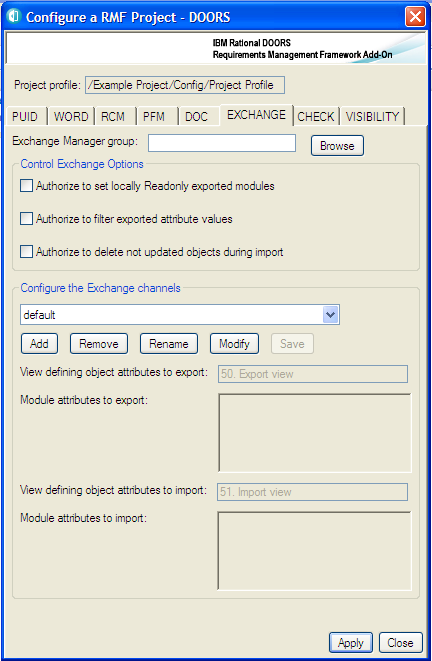 Configure a RMF Project - DOORS
IBM Rational DOORS
Requirements Management Framework Add-On
Project profile: /Example Project/Config/Project Profile
PUID WORD RCM PFM DOC EXCHANGE CHECK VISIBILITY
Exchange Manager group: Browse
Control Exchange Options
Authorize to set locally Readonly exported modules
Authorize to filter exported attribute values
Authorize to delete not updated objects during import
Configure the Exchange channels
default
Add Remove Rename Modify Save
View defining object attributes to export: 50. Export view
Module attributes to export:
View defining object attributes to import: 51. Import view
Module attributes to import:
Apply Close